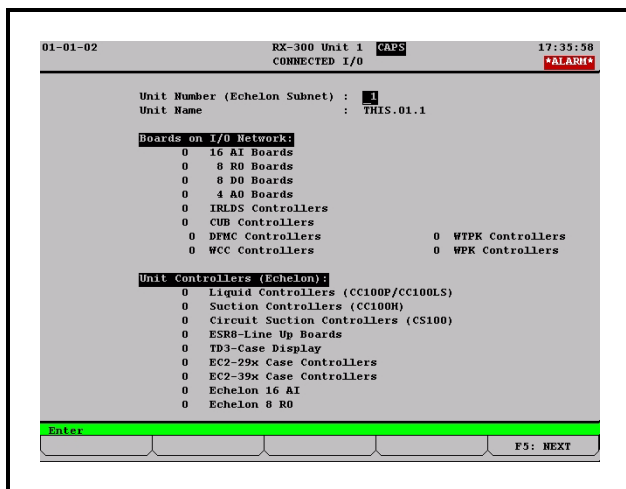 01-01-02 RX-300 Unit 1 CAPS 17:35:58
CONNECTED I/O *ALARM*
Unit Number (Echelon Subnet) : 1
Unit Name : THIS.01.1
Boards on I/O Network:
0 16 AI Boards
0 8 RO Boards
0 8 DO Boards
0 4 AO Boards
0 IRLDS Controllers
0 CUB Controllers
0 DFMC Controllers 0 WTPK Controllers
0 WCC Controllers 0 WPK Controllers
Unit Controllers (Echelon):
0 Liquid Controllers (CC100P/CC100LS)
0 Suction Controllers (CC100H)
0 Circuit Suction Controllers (CS100)
0 ESR8-Line Up Boards
0 TD3-Case Display
0 EC2-29x Case Controllers
0 EC2-39x Case Controllers
0 Echelon 16 AI
0 Echelon 8 RO
Enter
F5: NEXT